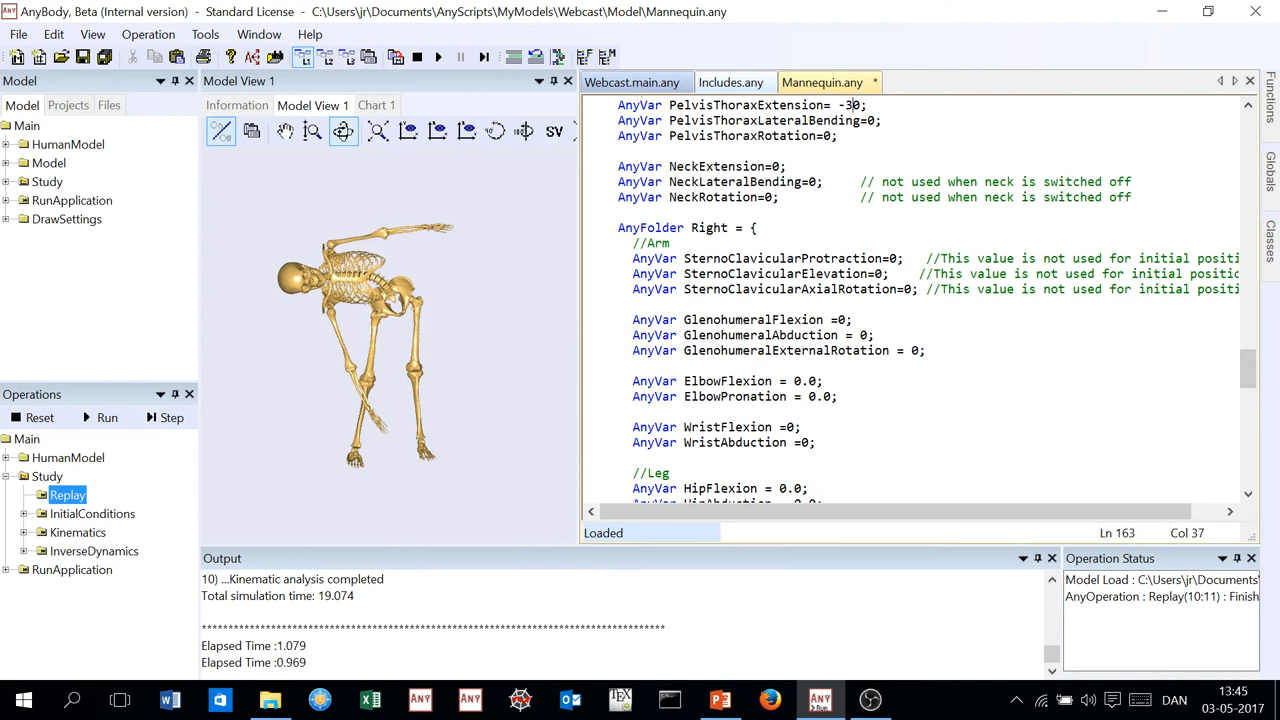 AnyBody, Beta (Internal version) - Standard License - C:\Users\jr\Documents\AnyScripts\MyModels\Webcast\Model\Mannequin.any
File Edit View Operation Tools Window Help
Model
Model Projects Files
Main
HumanModel
Model
Study
RunApplication
DrawSettings
Operations
Reset Run Step
Main
HumanModel
Study
Replay
InitialConditions
Kinematics
InverseDynamics
RunApplication
Model View 1
Information Model View 1 Chart 1
SV
Webcast.main.any Includes.any Mannequin.any *
AnyVar PelvisThoraxExtension= -30;
AnyVar PelvisThoraxLateralBending=0;
AnyVar PelvisThoraxRotation=0;
AnyVar NeckExtension=0;
AnyVar NeckLateralBending=0; // not used when neck is switched off
AnyVar NeckRotation=0; // not used when neck is switched off
AnyFolder Right = {
//Arm
AnyVar SternoClavicularProtraction=0; //This value is not used for initial positi
AnyVar SternoClavicularElevation=0; //This value is not used for initial positi
AnyVar SternoClavicularAxialRotation=0; //This value is not used for initial positi
AnyVar GlenohumeralFlexion =0;
AnyVar GlenohumeralAbduction = 0;
AnyVar GlenohumeralExternalRotation = 0;
AnyVar ElbowFlexion = 0.0;
AnyVar ElbowPronation = 0.0;
AnyVar WristFlexion =0;
AnyVar WristAbduction =0;
//Leg
AnyVar HipFlexion = 0.0;
AnyVar HipAbduction = 0.0;
Loaded Ln 163 Col 37
Functions
Globals
Classes
Output
10) ...Kinematic analysis completed
Total simulation time: 19.074
******************************************************************************************
Elapsed Time :1.079
Elapsed Time :0.969
Operation Status
Model Load : C:\Users\jr\Documents\
AnyOperation : Replay(10:11) : Finish
DAN
13:45
03-05-2017